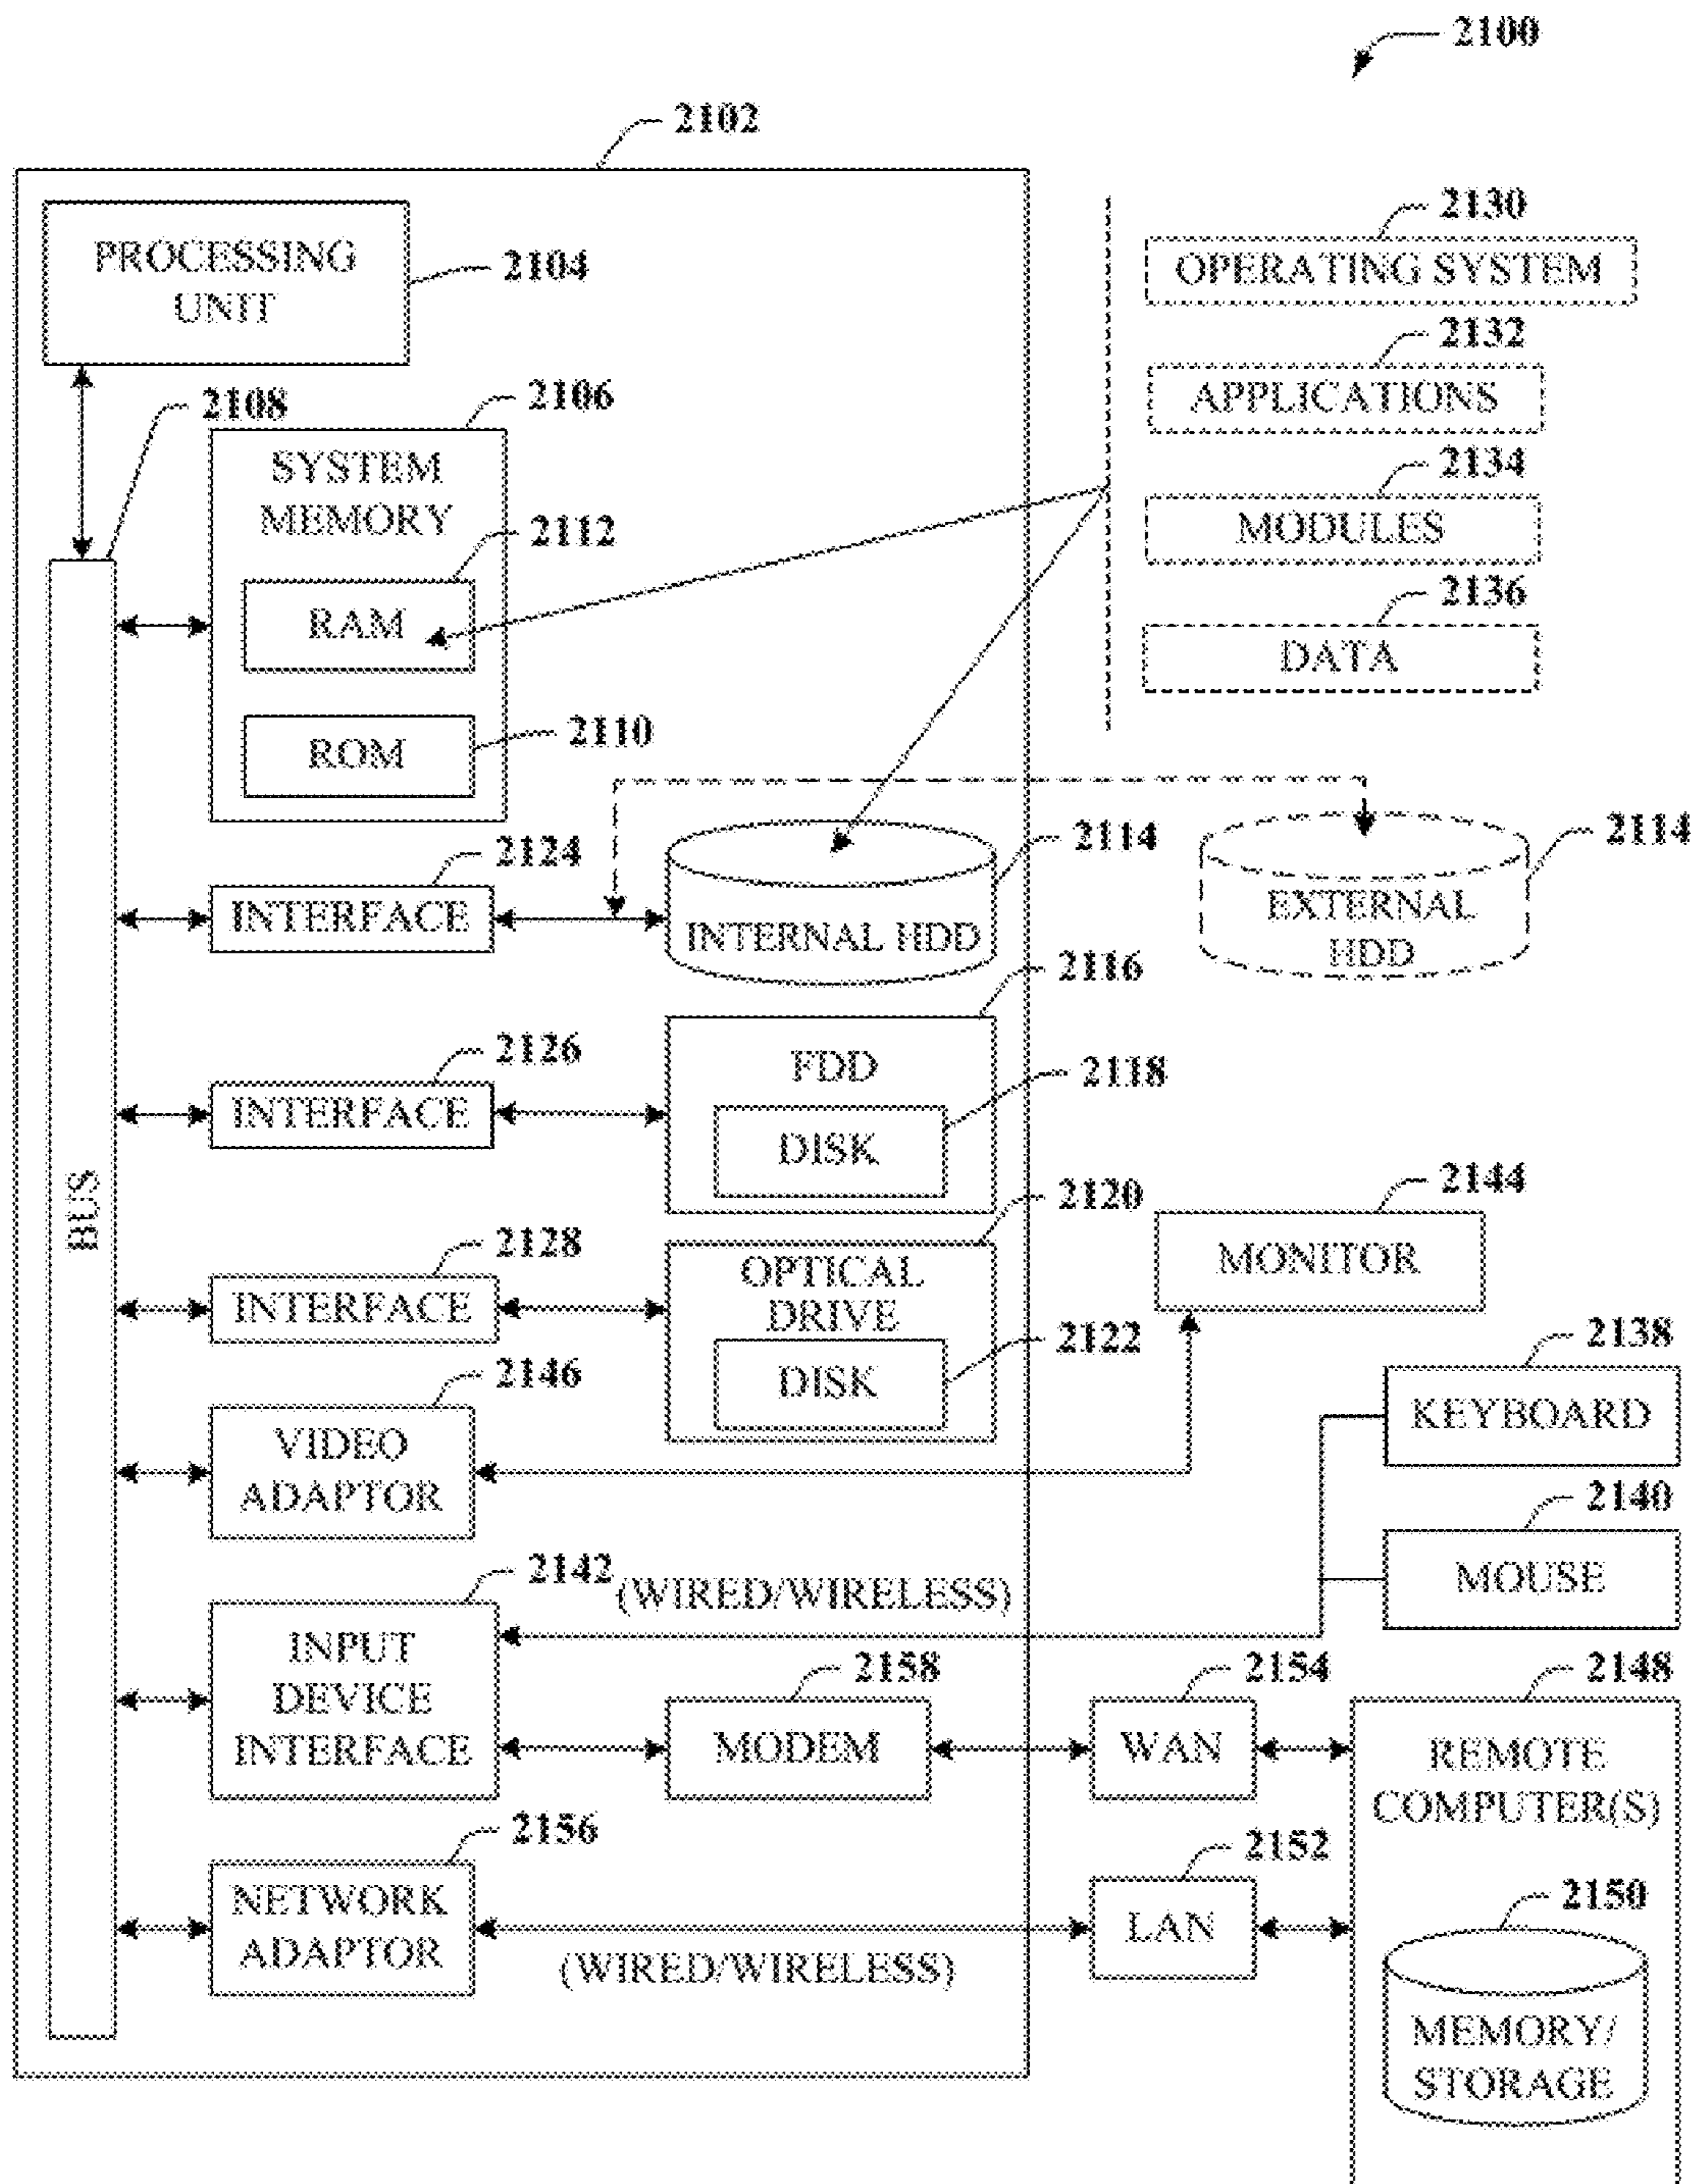 2100
2102
PROCESSING
UNIT
2104
2130
OPERATING SYSTEM
2132
APPLICATIONS
2134
MODULES
2136
DATA
2108
2106
SYSTEM
MEMORY
2112
RAM
2110
ROM
BUS
2124
INTERFACE
2114
INTERNAL HDD
2114
EXTERNAL
HDD
2126
INTERFACE
2116
FDD
2118
DISK
2128
INTERFACE
2120
OPTICAL
DRIVE
2122
DISK
2144
MONITOR
2146
VIDEO
ADAPTOR
2138
KEYBOARD
2140
MOUSE
2142
(WIRED/WIRELESS)
INPUT
DEVICE
INTERFACE
2158
MODEM
2154
WAN
2148
REMOTE
COMPUTER(S)
2156
NETWORK
ADAPTOR
(WIRED/WIRELESS)
2152
LAN
2150
MEMORY/
STORAGE